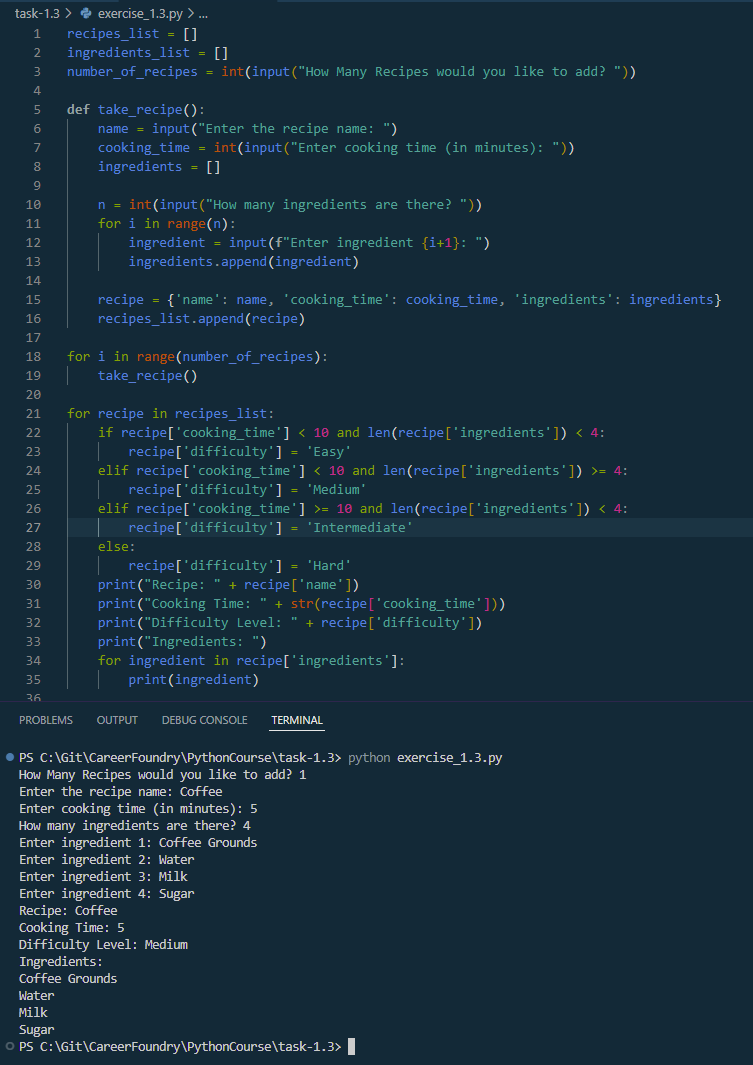 task-1.3 > exercise_1.3.py > ...
1 recipes_list = []
2 ingredients_list = []
3 number_of_recipes = int(input("How Many Recipes would you like to add? "))
4
5 def take_recipe():
6     name = input("Enter the recipe name: ")
7     cooking_time = int(input("Enter cooking time (in minutes): "))
8     ingredients = []
9
10     n = int(input("How many ingredients are there? "))
11     for i in range(n):
12         ingredient = input(f"Enter ingredient {i+1}: ")
13         ingredients.append(ingredient)
14
15     recipe = {'name': name, 'cooking_time': cooking_time, 'ingredients': ingredients}
16     recipes_list.append(recipe)
17
18 for i in range(number_of_recipes):
19     take_recipe()
20
21 for recipe in recipes_list:
22     if recipe['cooking_time'] < 10 and len(recipe['ingredients']) < 4:
23         recipe['difficulty'] = 'Easy'
24     elif recipe['cooking_time'] < 10 and len(recipe['ingredients']) >= 4:
25         recipe['difficulty'] = 'Medium'
26     elif recipe['cooking_time'] >= 10 and len(recipe['ingredients']) < 4:
27         recipe['difficulty'] = 'Intermediate'
28     else:
29         recipe['difficulty'] = 'Hard'
30     print("Recipe: " + recipe['name'])
31     print("Cooking Time: " + str(recipe['cooking_time']))
32     print("Difficulty Level: " + recipe['difficulty'])
33     print("Ingredients: ")
34     for ingredient in recipe['ingredients']:
35         print(ingredient)
36
PROBLEMS OUTPUT DEBUG CONSOLE TERMINAL
PS C:\Git\CareerFoundry\PythonCourse\task-1.3> python exercise_1.3.py
How Many Recipes would you like to add? 1
Enter the recipe name: Coffee
Enter cooking time (in minutes): 5
How many ingredients are there? 4
Enter ingredient 1: Coffee Grounds
Enter ingredient 2: Water
Enter ingredient 3: Milk
Enter ingredient 4: Sugar
Recipe: Coffee
Cooking Time: 5
Difficulty Level: Medium
Ingredients:
Coffee Grounds
Water
Milk
Sugar
PS C:\Git\CareerFoundry\PythonCourse\task-1.3>